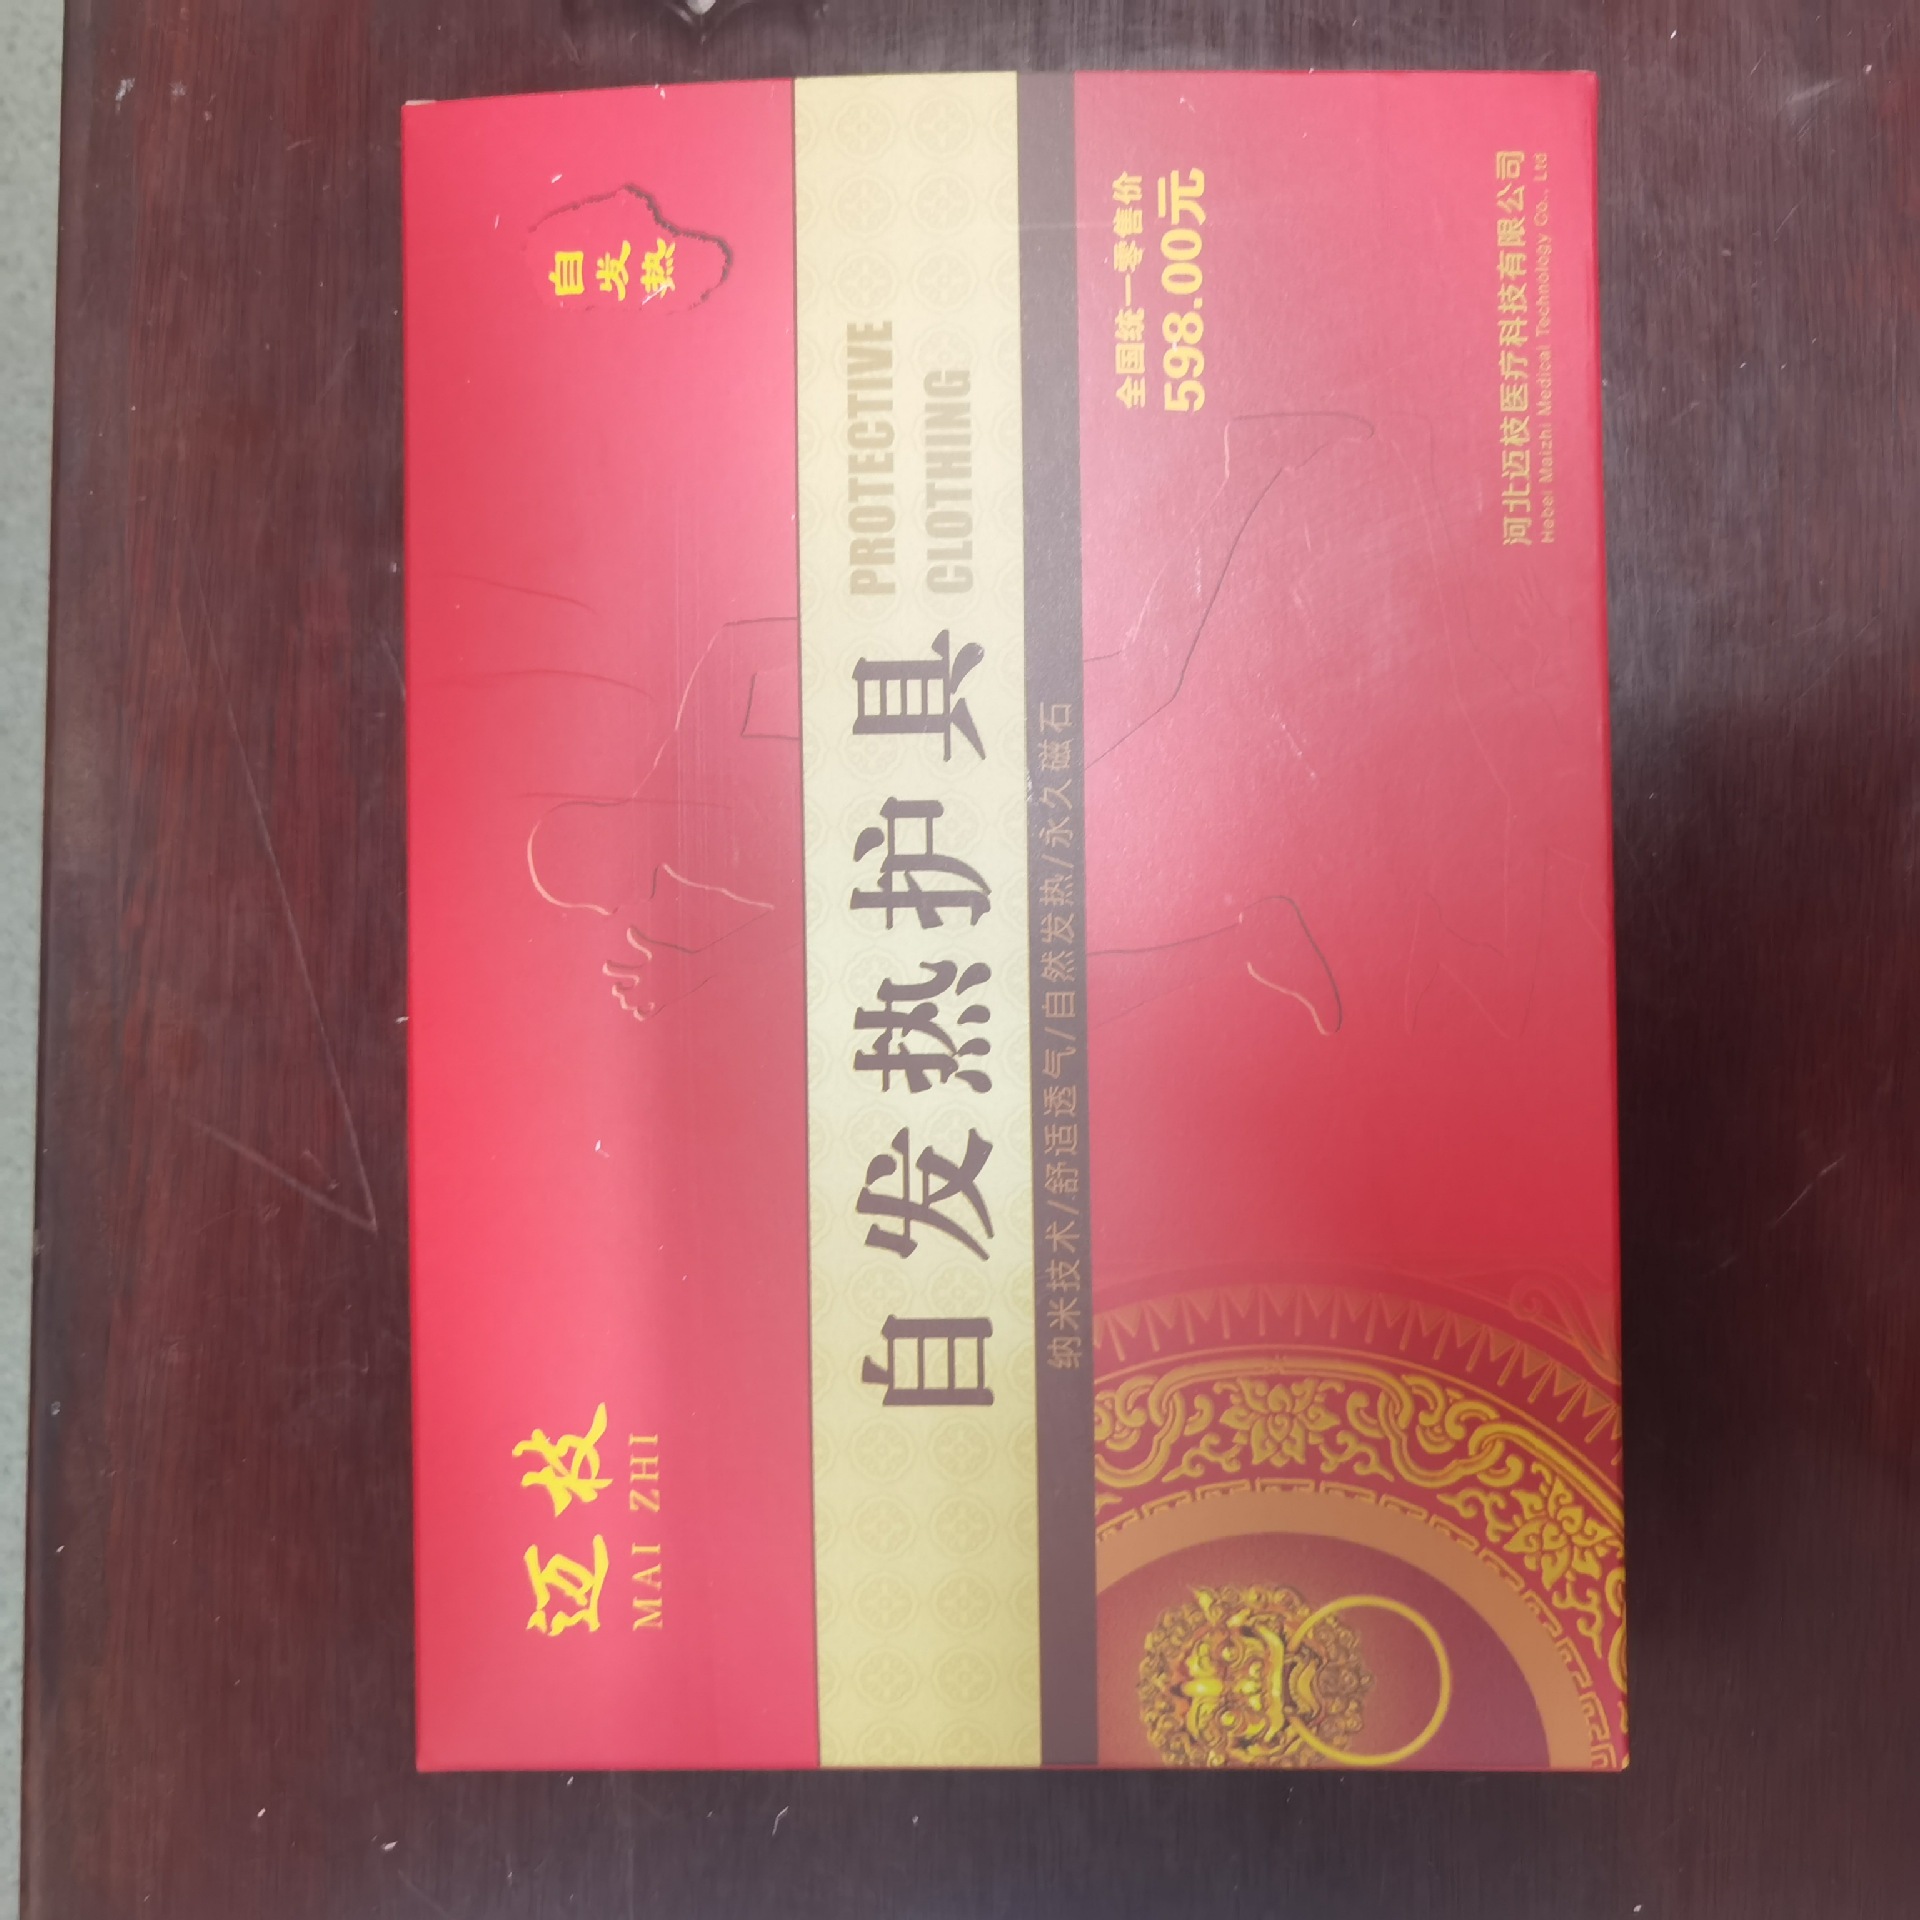 迈枝
MAI ZHI
自
发
热
自发热护具
PROTECTIVE
CLOTHING
纳米技术/舒适透气/自然发热/永久磁石
全国统一零售价
598.00元
河北迈枝医疗科技有限公司
Hebei Maizhi Medical Technology Co., Ltd